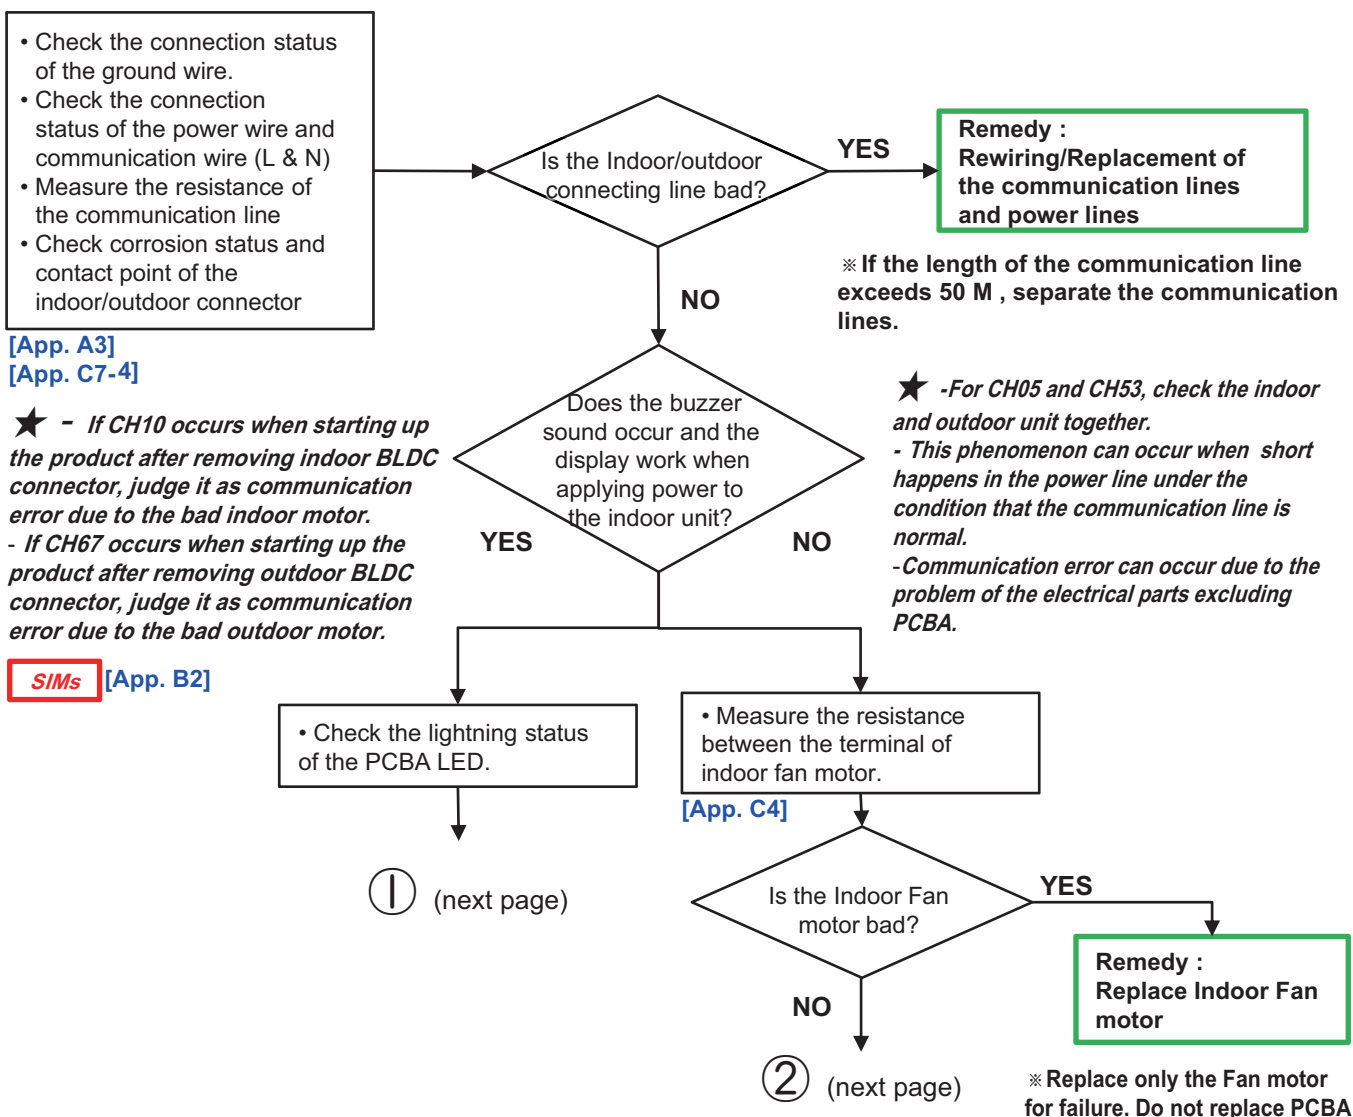 • Check the connection status
of the ground wire.
• Check the connection
status of the power wire and
communication wire (L & N)
• Measure the resistance of
the communication line
• Check corrosion status and
contact point of the
indoor/outdoor connector
[App. A3]
[App. C7-4]
Is the Indoor/outdoor
connecting line bad?
YES
Remedy :
Rewiring/Replacement of
the communication lines
and power lines
※ If the length of the communication line
exceeds 50 M , separate the communication
lines.
NO
★ - If CH10 occurs when starting up
the product after removing indoor BLDC
connector, judge it as communication
error due to the bad indoor motor.
- If CH67 occurs when starting up the
product after removing outdoor BLDC
connector, judge it as communication
error due to the bad outdoor motor.
SIMs [App. B2]
Does the buzzer
sound occur and the
display work when
applying power to
the indoor unit?
YES
NO
★ -For CH05 and CH53, check the indoor
and outdoor unit together.
- This phenomenon can occur when short
happens in the power line under the
condition that the communication line is
normal.
-Communication error can occur due to the
problem of the electrical parts excluding
PCBA.
• Check the lightning status
of the PCBA LED.
① (next page)
• Measure the resistance
between the terminal of
indoor fan motor.
[App. C4]
Is the Indoor Fan
motor bad?
YES
Remedy :
Replace Indoor Fan
motor
NO
② (next page)
※ Replace only the Fan motor
for failure. Do not replace PCBA